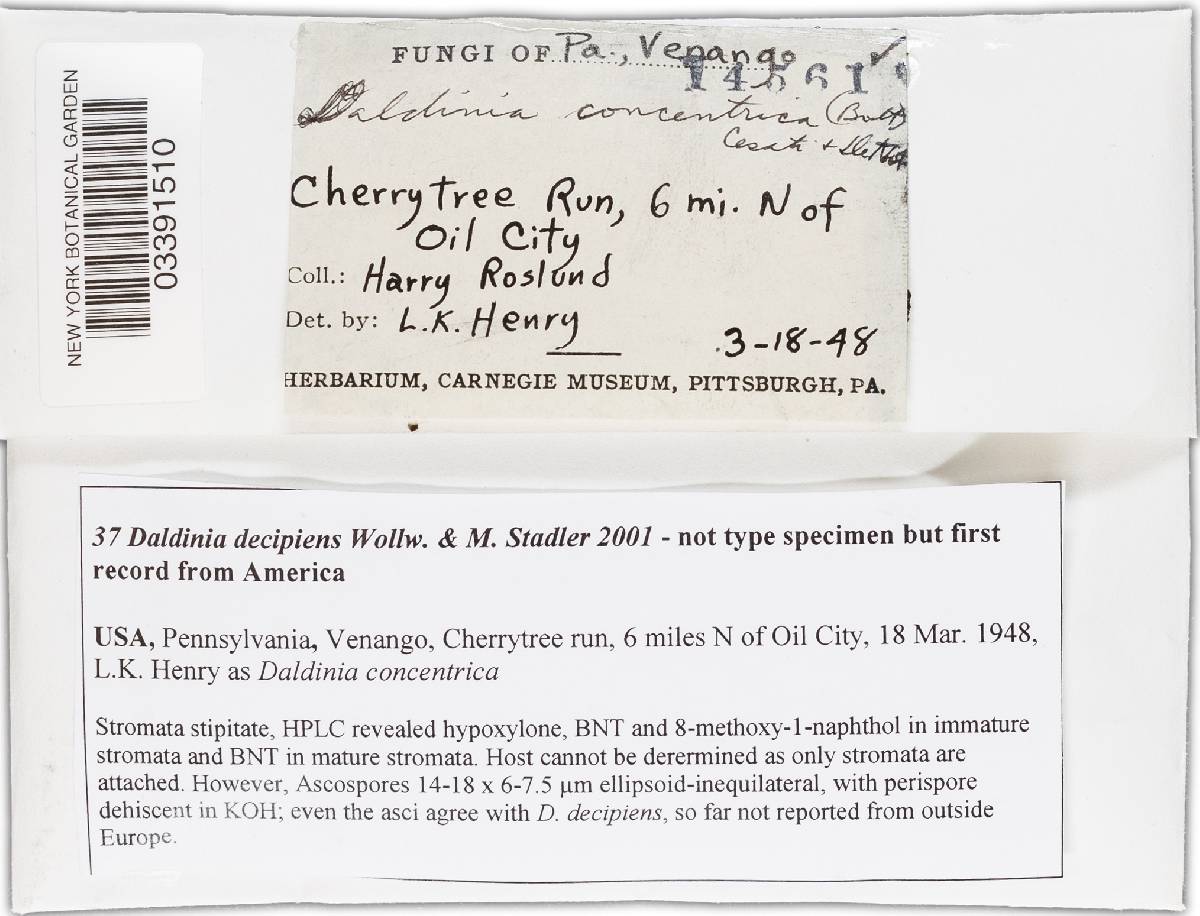 NEW YORK BOTANICAL GARDEN
03391510
FUNGI OF Pa., Venango ✓
14561
Daldinia concentrica (Bolt)
Cesati + De Not
Cherrytree Run, 6 mi. N of
Oil City
Coll.: Harry Roslund
Det. by: L.K. Henry
3-18-48
HERBARIUM, CARNEGIE MUSEUM, PITTSBURGH, PA.
37 Daldinia decipiens Wollw. & M. Stadler 2001 - not type specimen but first
record from America
USA, Pennsylvania, Venango, Cherrytree run, 6 miles N of Oil City, 18 Mar. 1948,
L.K. Henry as Daldinia concentrica
Stromata stipitate, HPLC revealed hypoxylone, BNT and 8-methoxy-1-naphthol in immature
stromata and BNT in mature stromata. Host cannot be derermined as only stromata are
attached. However, Ascospores 14-18 x 6-7.5 µm ellipsoid-inequilateral, with perispore
dehiscent in KOH; even the asci agree with D. decipiens, so far not reported from outside
Europe.